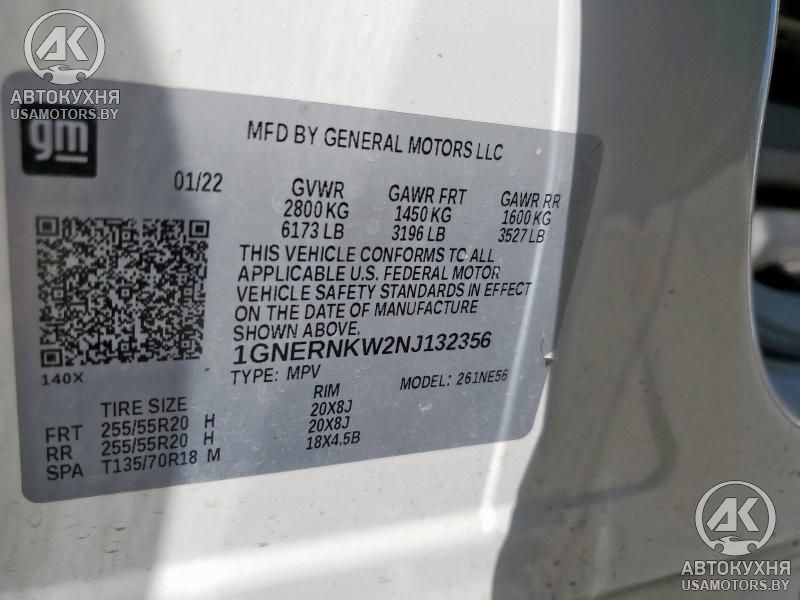 AK
АВТОКУХНЯ
USAMOTORS.BY
gm
MFD BY GENERAL MOTORS LLC
01/22 GVWR GAWR FRT GAWR RR
2800 KG 1450 KG 1600 KG
6173 LB 3196 LB 3527 LB
THIS VEHICLE CONFORMS TO ALL
APPLICABLE U.S. FEDERAL MOTOR
VEHICLE SAFETY STANDARDS IN EFFECT
ON THE DATE OF MANUFACTURE
SHOWN ABOVE.
1GNERNKW2NJ132356
140X
TYPE: MPV MODEL: 261NE56
TIRE SIZE RIM
FRT 255/55R20 H 20X8J
RR 255/55R20 H 20X8J
SPA T135/70R18 M 18X4.5B
AK
АВТОКУХНЯ
USAMOTORS.BY